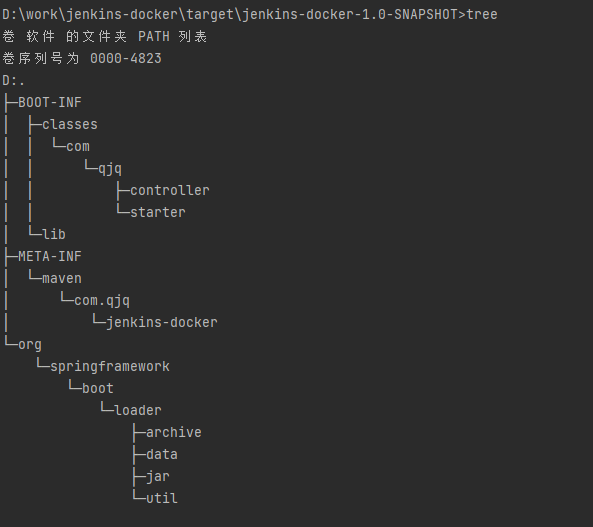 D:\work\jenkins-docker\target\jenkins-docker-1.0-SNAPSHOT>tree
卷 软件 的文件夹 PATH 列表
卷序列号为 0000-4823
D:.
├─BOOT-INF
│  ├─classes
│  │  └─com
│  │      └─qjq
│  │          ├─controller
│  │          └─starter
│  └─lib
├─META-INF
│  └─maven
│      └─com.qjq
│          └─jenkins-docker
└─org
    └─springframework
        └─boot
            └─loader
                ├─archive
                ├─data
                ├─jar
                └─util